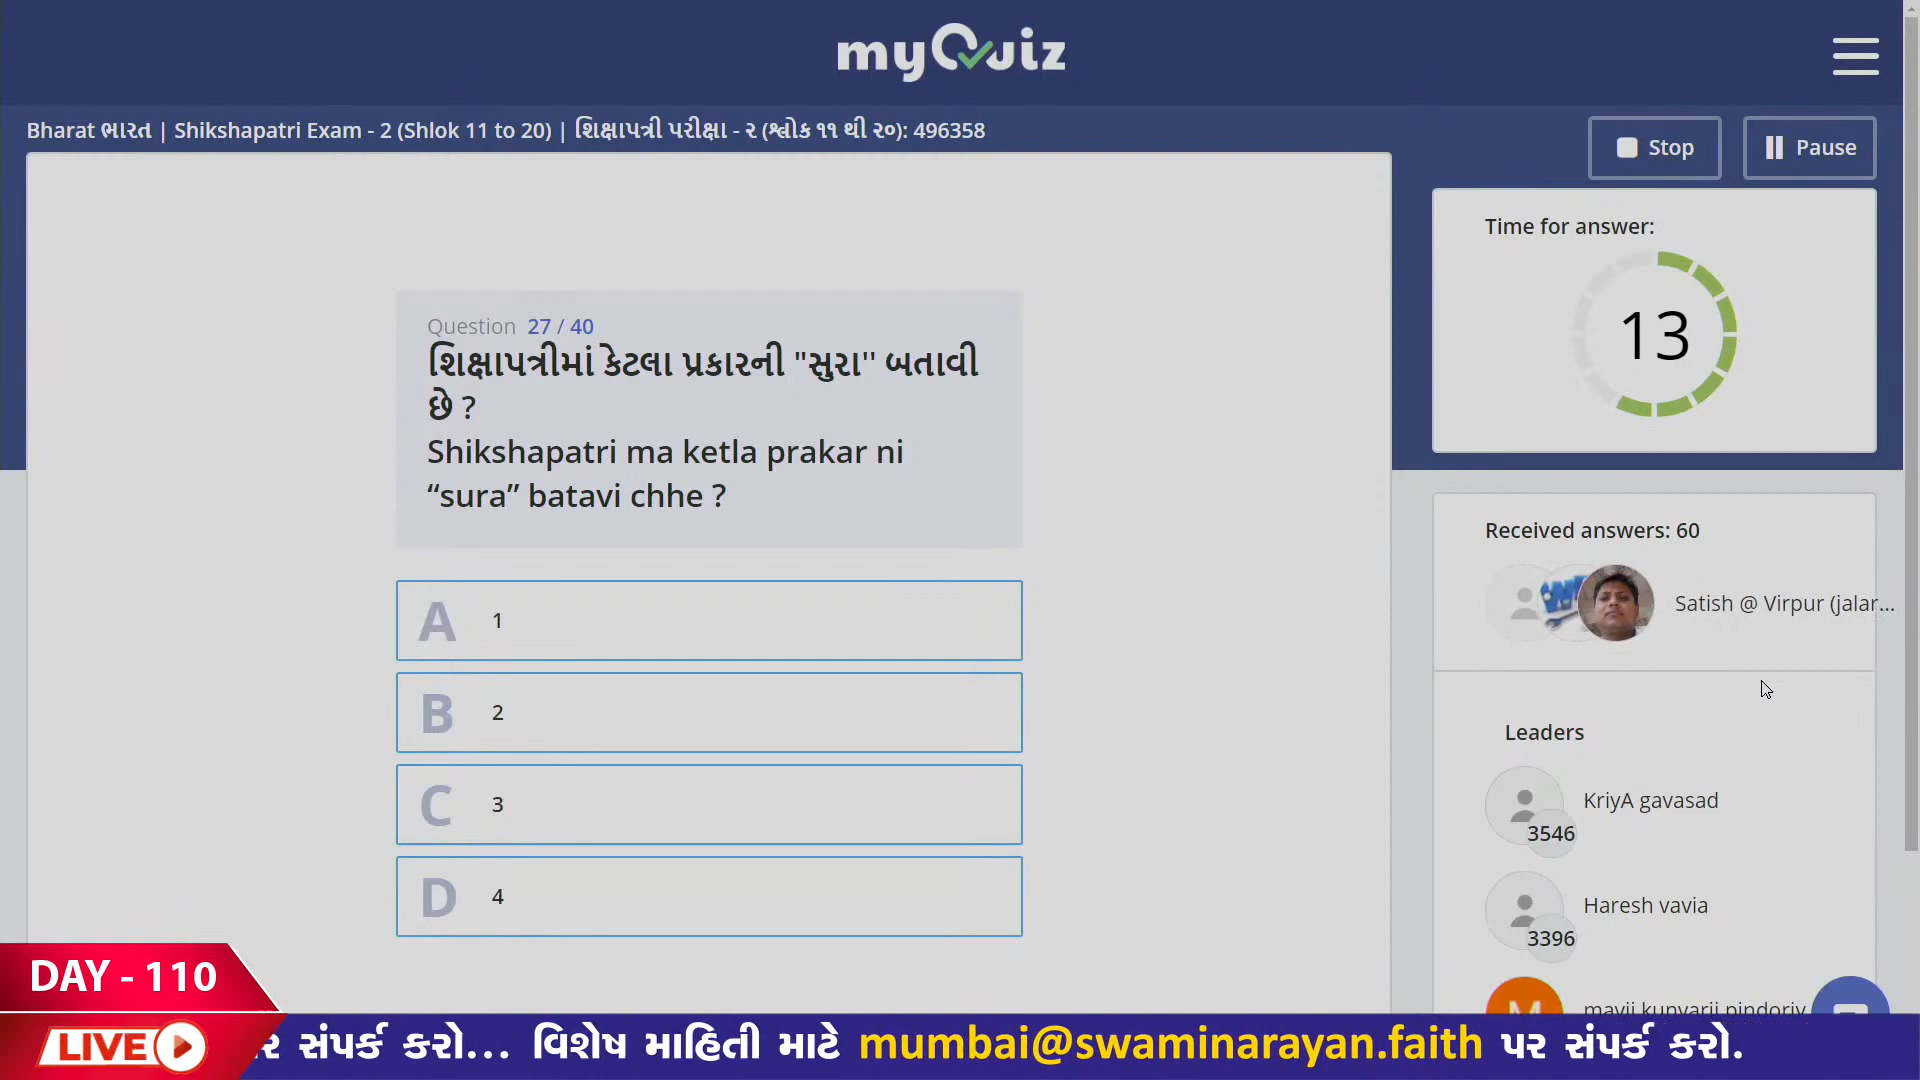 myQuiz
Bharat ભારત | Shikshapatri Exam - 2 (Shlok 11 to 20) | શિક્ષાપત્રી પરીક્ષા - ૨ (શ્લોક ૧૧ થી ૨૦): 496358
Stop
Pause
Time for answer:
13
Question 27 / 40
શિક્ષાપત્રીમાં કેટલા પ્રકારની "સુરા'' બતાવી
છે ?
Shikshapatri ma ketla prakar ni
“sura” batavi chhe ?
A 1
B 2
C 3
D 4
Received answers: 60
Satish @ Virpur (jalar...
Leaders
KriyA gavasad
3546
Haresh vavia
3396
M
mavji kunvarji pindoriy
DAY - 110
LIVE
સંપર્ક કરો... વિશેષ માહિતી માટે mumbai@swaminarayan.faith પર સંપર્ક કરો.